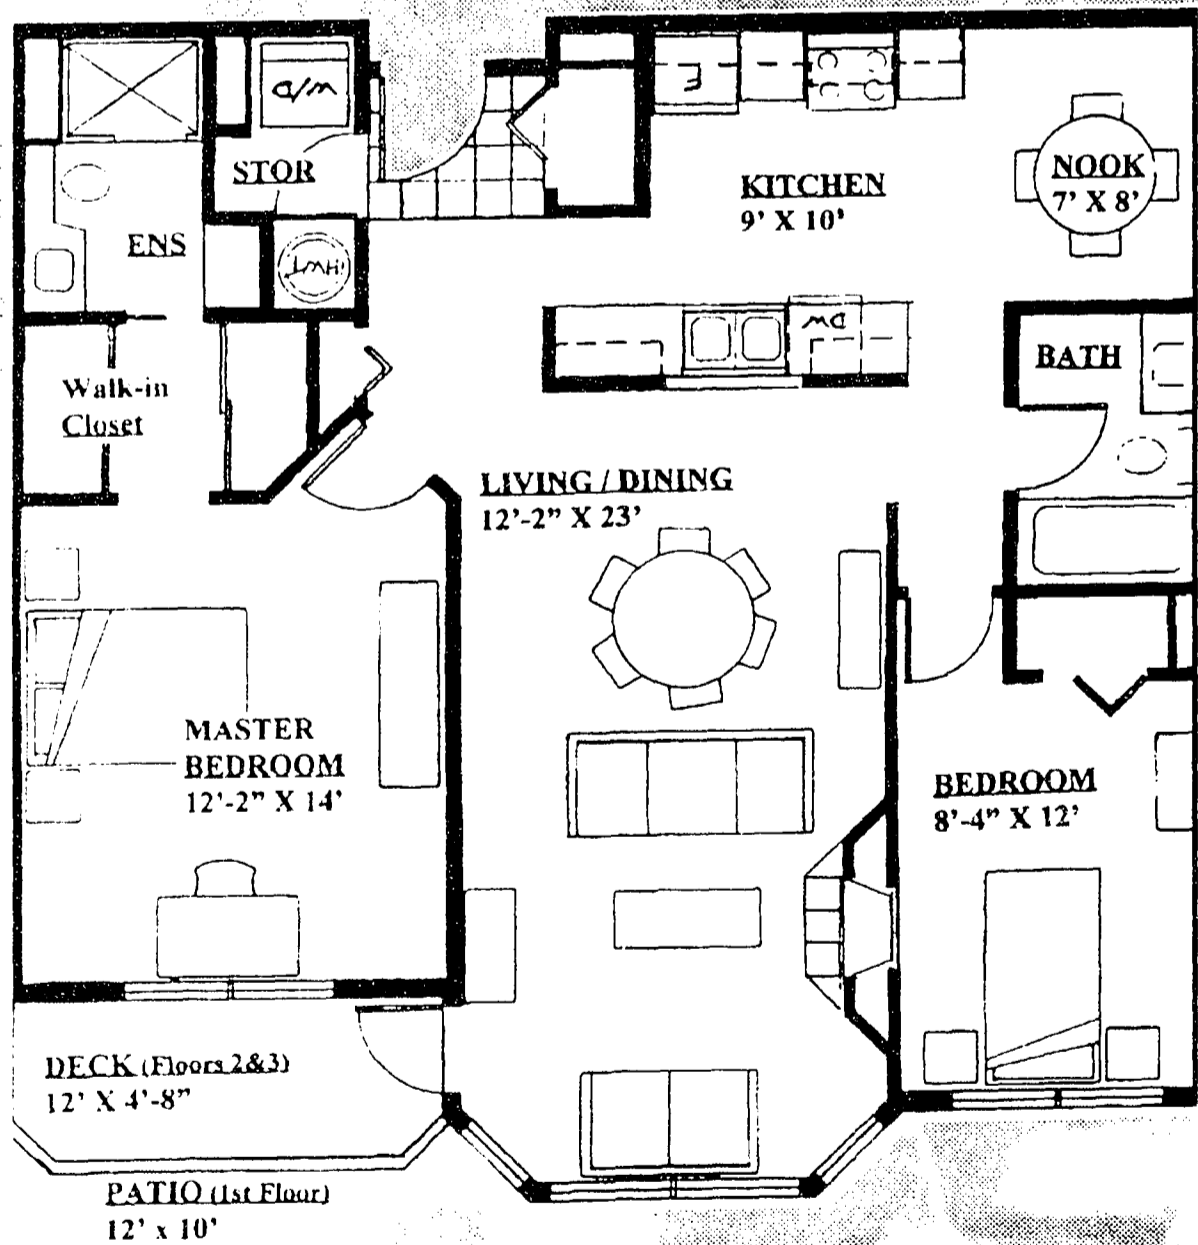 W/D
F
STOR
KITCHEN
9' X 10'
NOOK
7' X 8'
ENS
HWT
DW
BATH
Walk-in
Closet
LIVING / DINING
12'-2" X 23'
MASTER
BEDROOM
12'-2" X 14'
BEDROOM
8'-4" X 12'
DECK (Floors 2&3)
12' X 4'-8"
PATIO (1st Floor)
12' x 10'